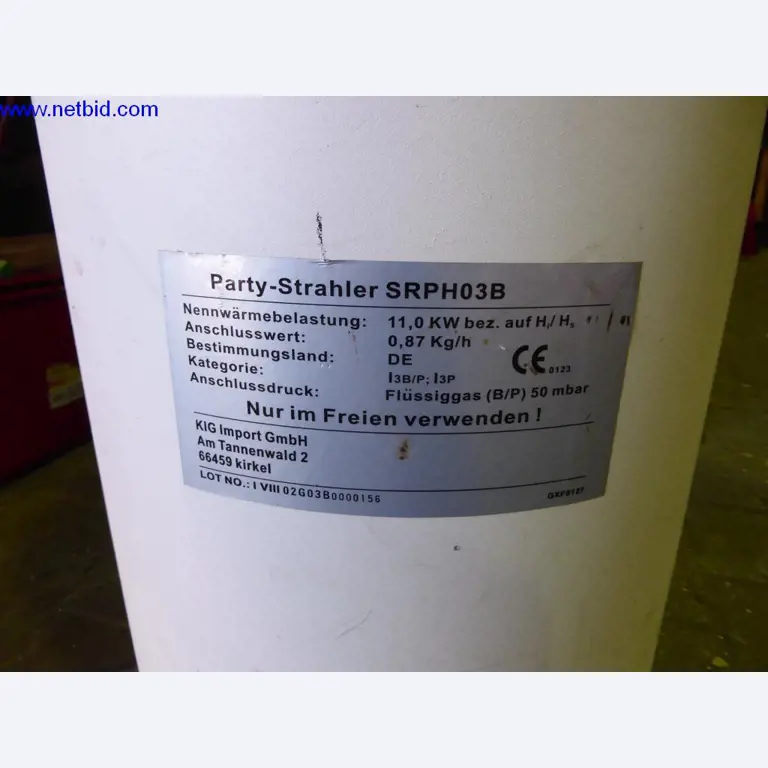 www.netbid.com
Party-Strahler SRPH03B
Nennwärmebelastung: 11,0 KW bez. auf Hᵢ/ Hₛ
Anschlusswert: 0,87 Kg/h
Bestimmungsland: DE
Kategorie: I3B/P; I3P
Anschlussdruck: Flüssiggas (B/P) 50 mbar
CE 0123
Nur im Freien verwenden !
KIG Import GmbH
Am Tannenwald 2
66459 kirkel
LOT NO.: I VIII 02G03B0000156